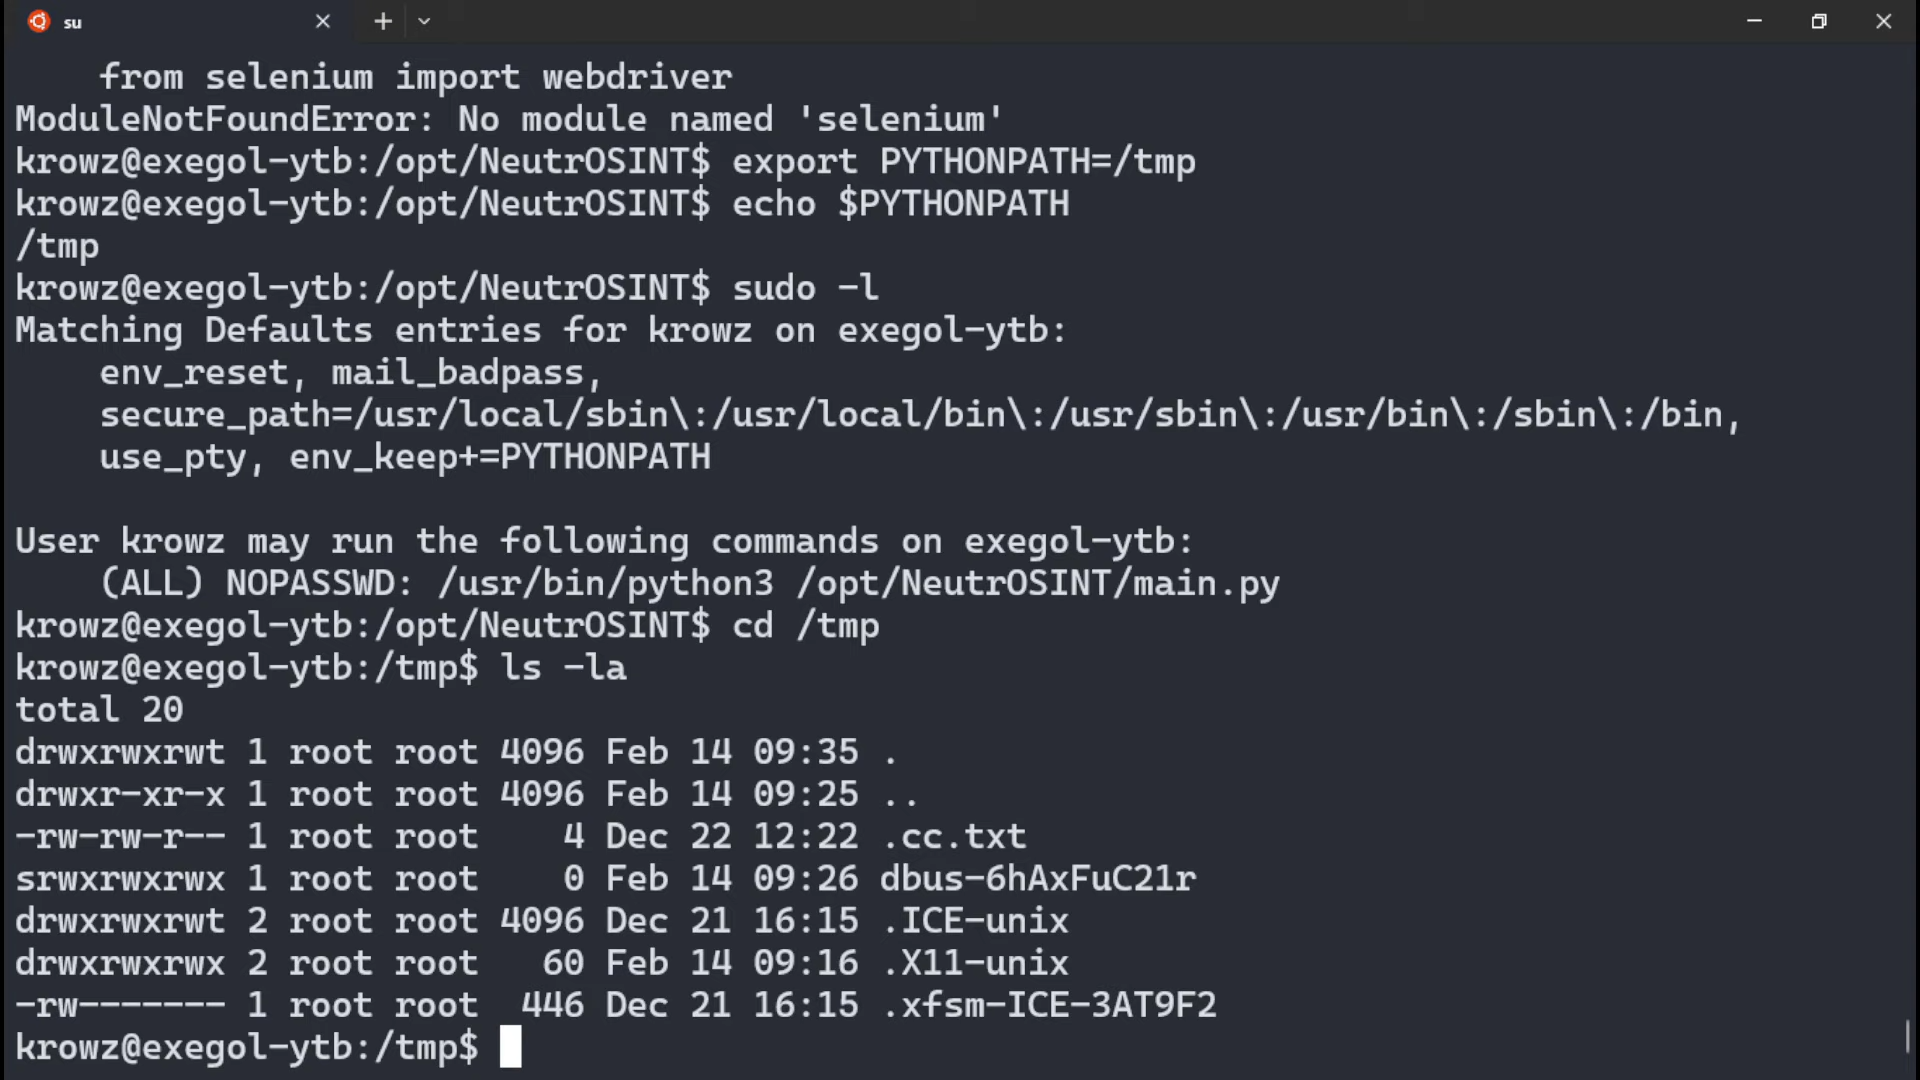 su
from selenium import webdriver
ModuleNotFoundError: No module named 'selenium'
krowz@exegol-ytb:/opt/NeutrOSINT$ export PYTHONPATH=/tmp
krowz@exegol-ytb:/opt/NeutrOSINT$ echo $PYTHONPATH
/tmp
krowz@exegol-ytb:/opt/NeutrOSINT$ sudo -l
Matching Defaults entries for krowz on exegol-ytb:
    env_reset, mail_badpass,
    secure_path=/usr/local/sbin\:/usr/local/bin\:/usr/sbin\:/usr/bin\:/sbin\:/bin,
    use_pty, env_keep+=PYTHONPATH

User krowz may run the following commands on exegol-ytb:
    (ALL) NOPASSWD: /usr/bin/python3 /opt/NeutrOSINT/main.py
krowz@exegol-ytb:/opt/NeutrOSINT$ cd /tmp
krowz@exegol-ytb:/tmp$ ls -la
total 20
drwxrwxrwt 1 root root 4096 Feb 14 09:35 .
drwxr-xr-x 1 root root 4096 Feb 14 09:25 ..
-rw-rw-r-- 1 root root    4 Dec 22 12:22 .cc.txt
srwxrwxrwx 1 root root    0 Feb 14 09:26 dbus-6hAxFuC21r
drwxrwxrwt 2 root root 4096 Dec 21 16:15 .ICE-unix
drwxrwxrwx 2 root root   60 Feb 14 09:16 .X11-unix
-rw------- 1 root root  446 Dec 21 16:15 .xfsm-ICE-3AT9F2
krowz@exegol-ytb:/tmp$